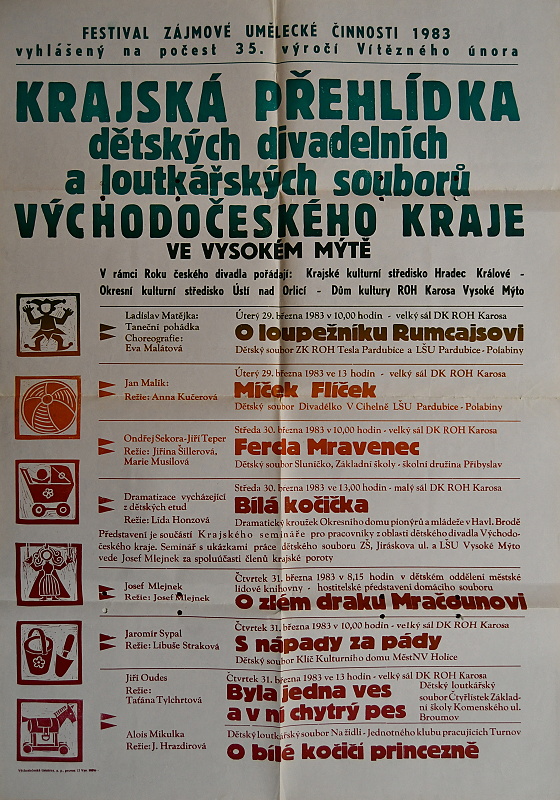 FESTIVAL ZÁJMOVÉ UMĚLECKÉ ČINNOSTI 1983
vyhlášený na počest 35. výročí Vítězného února
KRAJSKÁ PŘEHLÍDKA
dětských divadelních
a loutkářských souborů
VÝCHODOČESKÉHO KRAJE
VE VYSOKÉM MÝTĚ
V rámci Roku českého divadla pořádají: Krajské kulturní středisko Hradec Králové -
Okresní kulturní středisko Ústí nad Orlicí - Dům kultury ROH Karosa Vysoké Mýto
Ladislav Matějka:
Taneční pohádka
Choreografie:
Eva Malátová
Úterý 29. března 1983 v 10,00 hodin - velký sál DK ROH Karosa
O loupežníku Rumcajsovi
Dětský soubor ZK ROH Tesla Pardubice a LŠU Pardubice-Polabiny
Jan Malík:
Režie: Anna Kučerová
Úterý 29. března 1983 ve 13 hodin - velký sál DK ROH Karosa
Míček Flíček
Dětský soubor Divadélko V Cihelně LŠU Pardubice-Polabiny
Ondřej Sekora-Jiří Teper
Režie: Jiřina Šillerová,
Marie Musilová
Středa 30. března 1983 v 10,00 hodin - velký sál DK ROH Karosa
Ferda Mravenec
Dětský soubor Sluníčko, Základní školy - školní družina Přibyslav
Dramatizace vycházející
z dětských etud
Režie: Lída Honzová
Středa 30. března 1983 ve 13,00 hodin - malý sál DK ROH Karosa
Bílá kočička
Dramatický kroužek Okresního domu pionýrů a mládeže v Havl. Brodě
Představení je součástí Krajského semináře pro pracovníky z oblasti dětského divadla Východo-
českého kraje. Seminář s ukázkami práce dětského souboru ZŠ, Jiráskova ul. a LŠU Vysoké Mýto
vede Josef Mlejnek za spoluúčasti členů krajské poroty
Josef Mlejnek
Režie: Josef Mlejnek
Čtvrtek 31. března 1983 v 8,15 hodin v dětském oddělení městské
lidové knihovny - hostitelské představení domácího souboru
O zlém draku Mračounovi
Jaromír Sypal
Režie: Libuše Straková
Čtvrtek 31. března 1983 v 10,00 hodin - velký sál DK ROH Karosa
S nápady za pády
Dětský soubor Klíč Kulturního domu MěstNV Holice
Jiří Oudes
Režie:
Taťána Tylchrtová
Čtvrtek 31. března 1983 ve 13 hodin - velký sál DK ROH Karosa
Byla jedna ves
a v ní chytrý pes
Dětský loutkářský
soubor Čtyřlístek Základ-
ní školy Komenského ul.
Broumov
Alois Mikulka
Režie: J. Hrazdirová
Dětský loutkářský soubor Na židli - Jednotného klubu pracujících Turnov
O bílé kočičí princezně